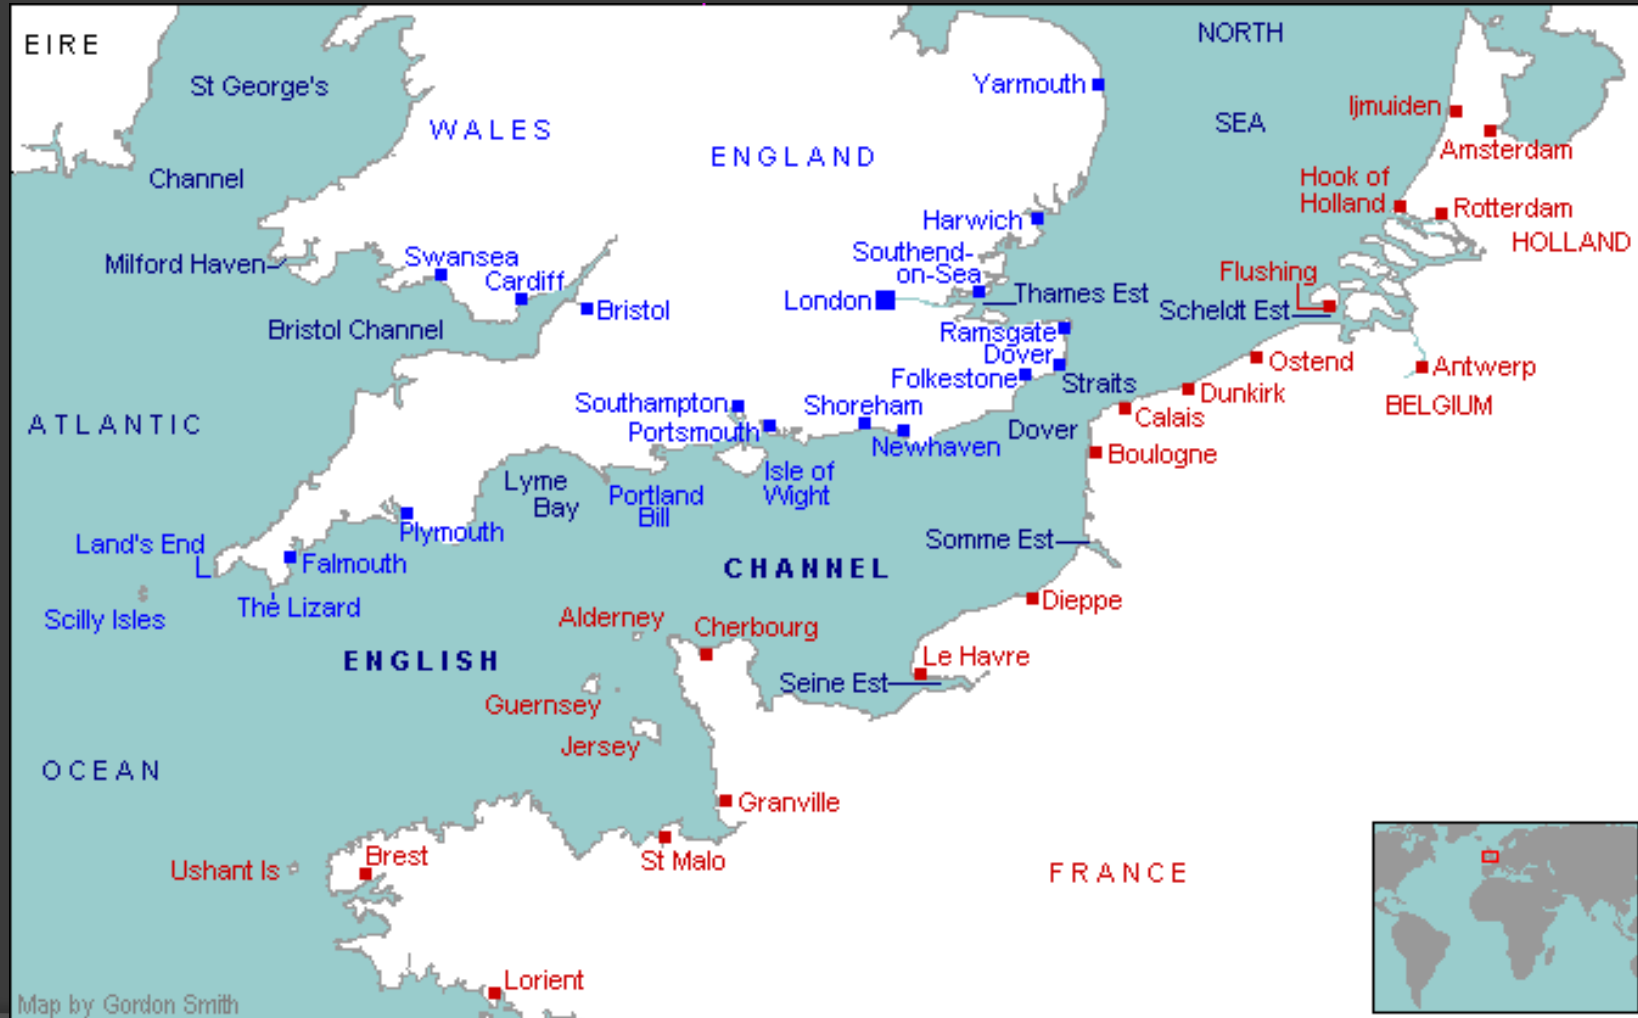 EIRE
NORTH
St George's
Yarmouth
SEA
Ijmuiden
WALES
ENGLAND
Amsterdam
Channel
Hook of
Holland
Rotterdam
Harwich
HOLLAND
Southend-
on-Sea
Milford Haven
Swansea
Cardiff
Flushing
London
Thames Est
Scheldt Est
Bristol
Bristol Channel
Ramsgate
Dover
Ostend
Folkestone
Straits
Antwerp
Dunkirk
Southampton
Shoreham
Calais
BELGIUM
ATLANTIC
Portsmouth
Dover
Newhaven
Boulogne
Isle of
Wight
Lyme
Bay
Portland
Bill
Plymouth
Land's End
Falmouth
Somme Est
CHANNEL
The Lizard
Dieppe
Scilly Isles
Alderney
Cherbourg
ENGLISH
Le Havre
Seine Est
Guernsey
Jersey
OCEAN
Granville
Brest
St Malo
Ushant Is
FRANCE
Lorient
Map by Gordon Smith